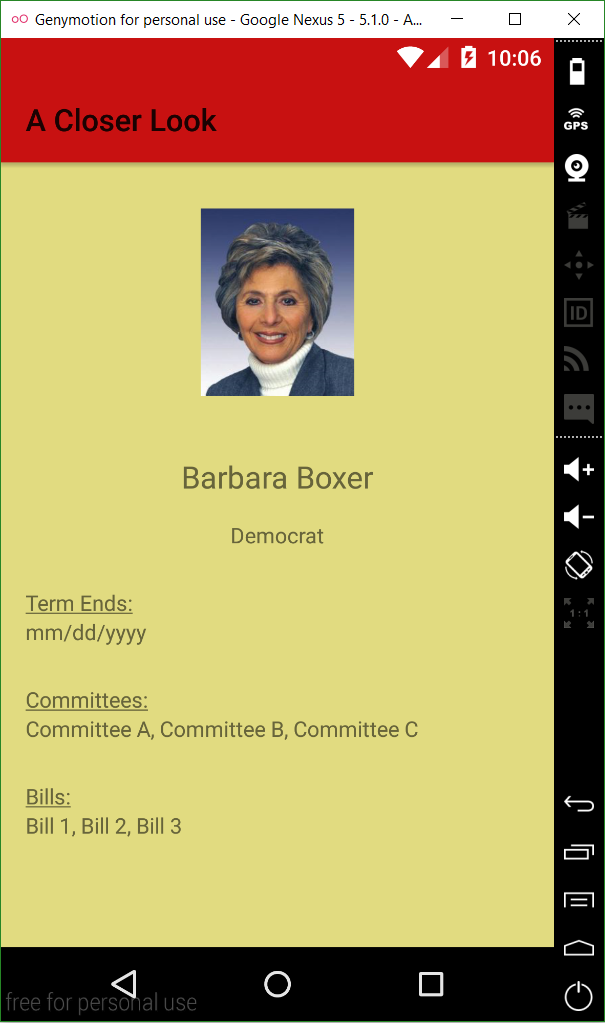 Genymotion for personal use - Google Nexus 5 - 5.1.0 - A...
10:06
A Closer Look
GPS
ID
Barbara Boxer
Democrat
Term Ends:
mm/dd/yyyy
1:1
Committees:
Committee A, Committee B, Committee C
Bills:
Bill 1, Bill 2, Bill 3
free for personal use